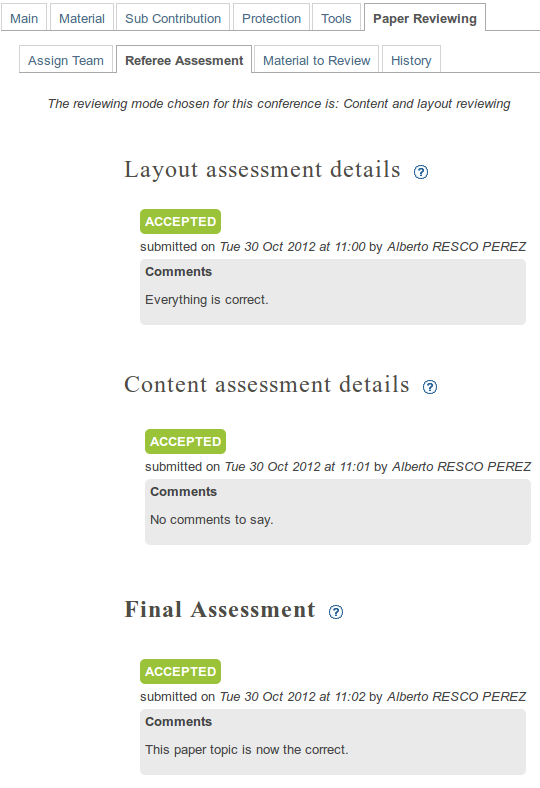 Main Material Sub Contribution Protection Tools Paper Reviewing
Assign Team Referee Assesment Material to Review History
The reviewing mode chosen for this conference is: Content and layout reviewing
Layout assessment details ?
ACCEPTED
submitted on Tue 30 Oct 2012 at 11:00 by Alberto RESCO PEREZ
Comments
Everything is correct.
Content assessment details ?
ACCEPTED
submitted on Tue 30 Oct 2012 at 11:01 by Alberto RESCO PEREZ
Comments
No comments to say.
Final Assessment ?
ACCEPTED
submitted on Tue 30 Oct 2012 at 11:02 by Alberto RESCO PEREZ
Comments
This paper topic is now the correct.